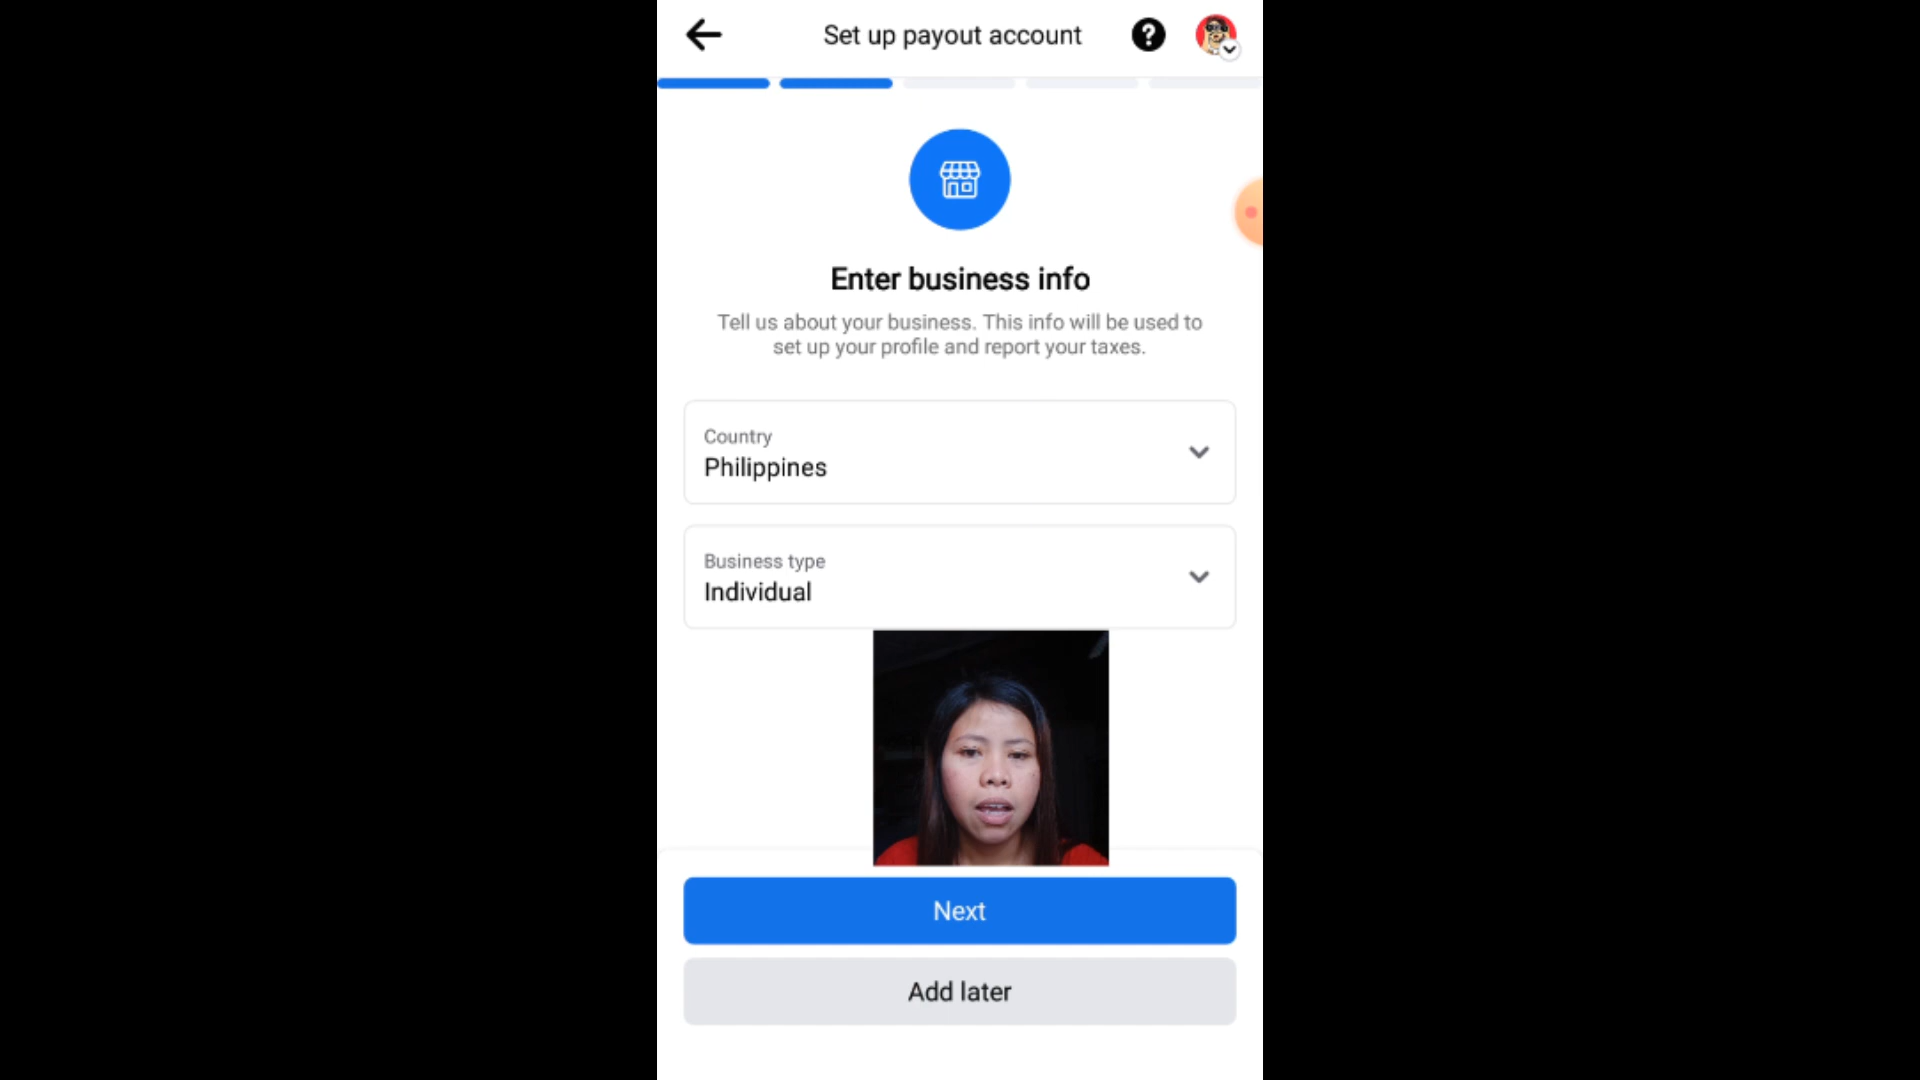 Set up payout account
Enter business info
Tell us about your business. This info will be used to
set up your profile and report your taxes.
Country
Philippines
Business type
Individual
Next
Add later